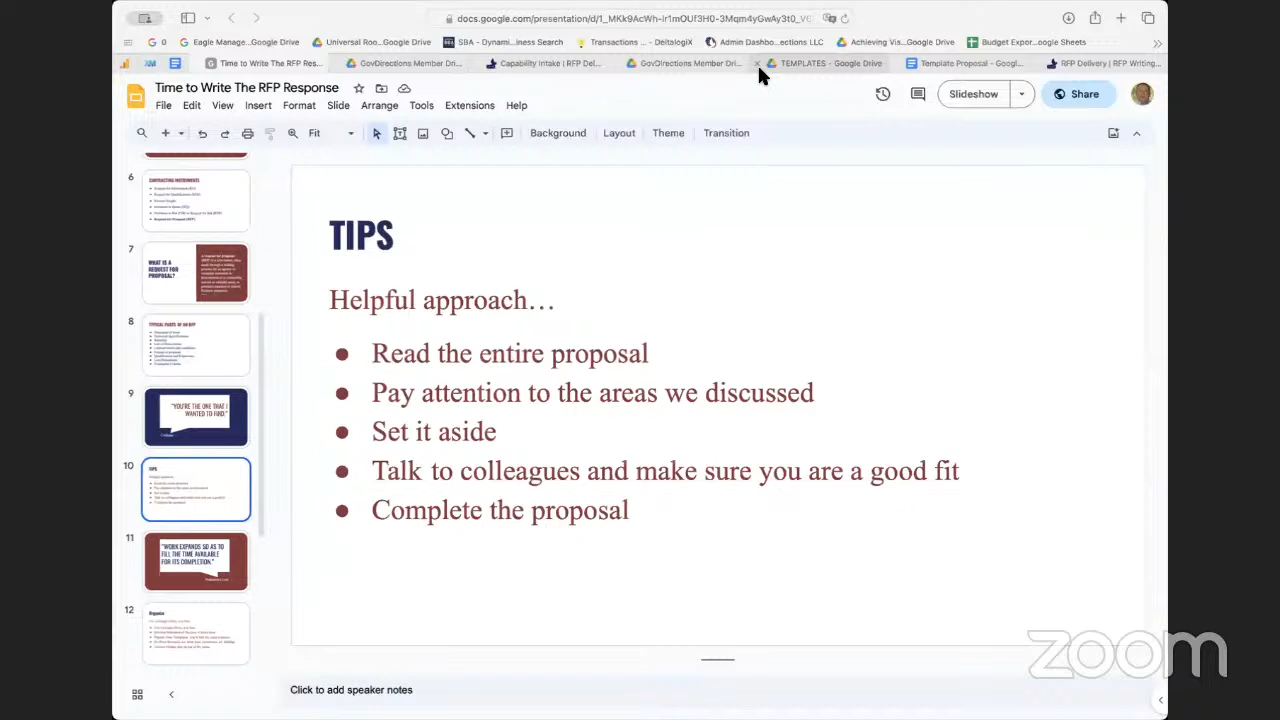 docs.google.com/presentation/d/1_MKk9AcWh-ir1mOUf3H0-3Mqm4yGwAy3t0_VG
G 0 Eagle Manage...Google Drive Universal Roo...Google Drive SBA - Dynami...iness Search Transactions ... - DeltalogiX Admin Dashbo...ections LLC Achieving Vis...Google Drive Budget Expor...oogle Sheets
XM Time to Write The RFP Res... GovDirections Member Dri... Capability Intake | RFP Del... GovDirections Member Dri... TEMPLATES - Google Drive Template Proposal - Googl... RFP Delivery | RFP Writing...
Time to Write The RFP Response
Slideshow Share
File Edit View Insert Format Slide Arrange Tools Extensions Help
Fit Background Layout Theme Transition
6
CONTRACTING INSTRUMENTS
7
WHAT IS A
REQUEST FOR
PROPOSAL?
8
TYPICAL PARTS OF AN RFP
9
"YOU'RE THE ONE THAT I
WANTED TO FIND."
10
TIPS
11
"WORK EXPANDS SO AS TO
FILL THE TIME AVAILABLE
FOR ITS COMPLETION."
12
Organize
TIPS
Helpful approach…
● Read the entire proposal
● Pay attention to the areas we discussed
● Set it aside
● Talk to colleagues and make sure you are a good fit
● Complete the proposal
zoom
Click to add speaker notes